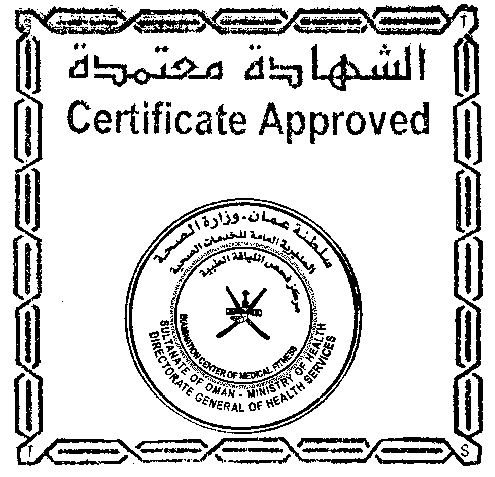 الشهادة معتمدة
Certificate Approved
سلطنة عمان - وزارة الصحة
المديرية العامة للخدمات الصحية
مركز فحص اللياقة الطبية
EXAMINATION CENTER OF MEDICAL FITNESS
SULTANATE OF OMAN - MINISTRY OF HEALTH
DIRECTORATE GENERAL OF HEALTH SERVICES